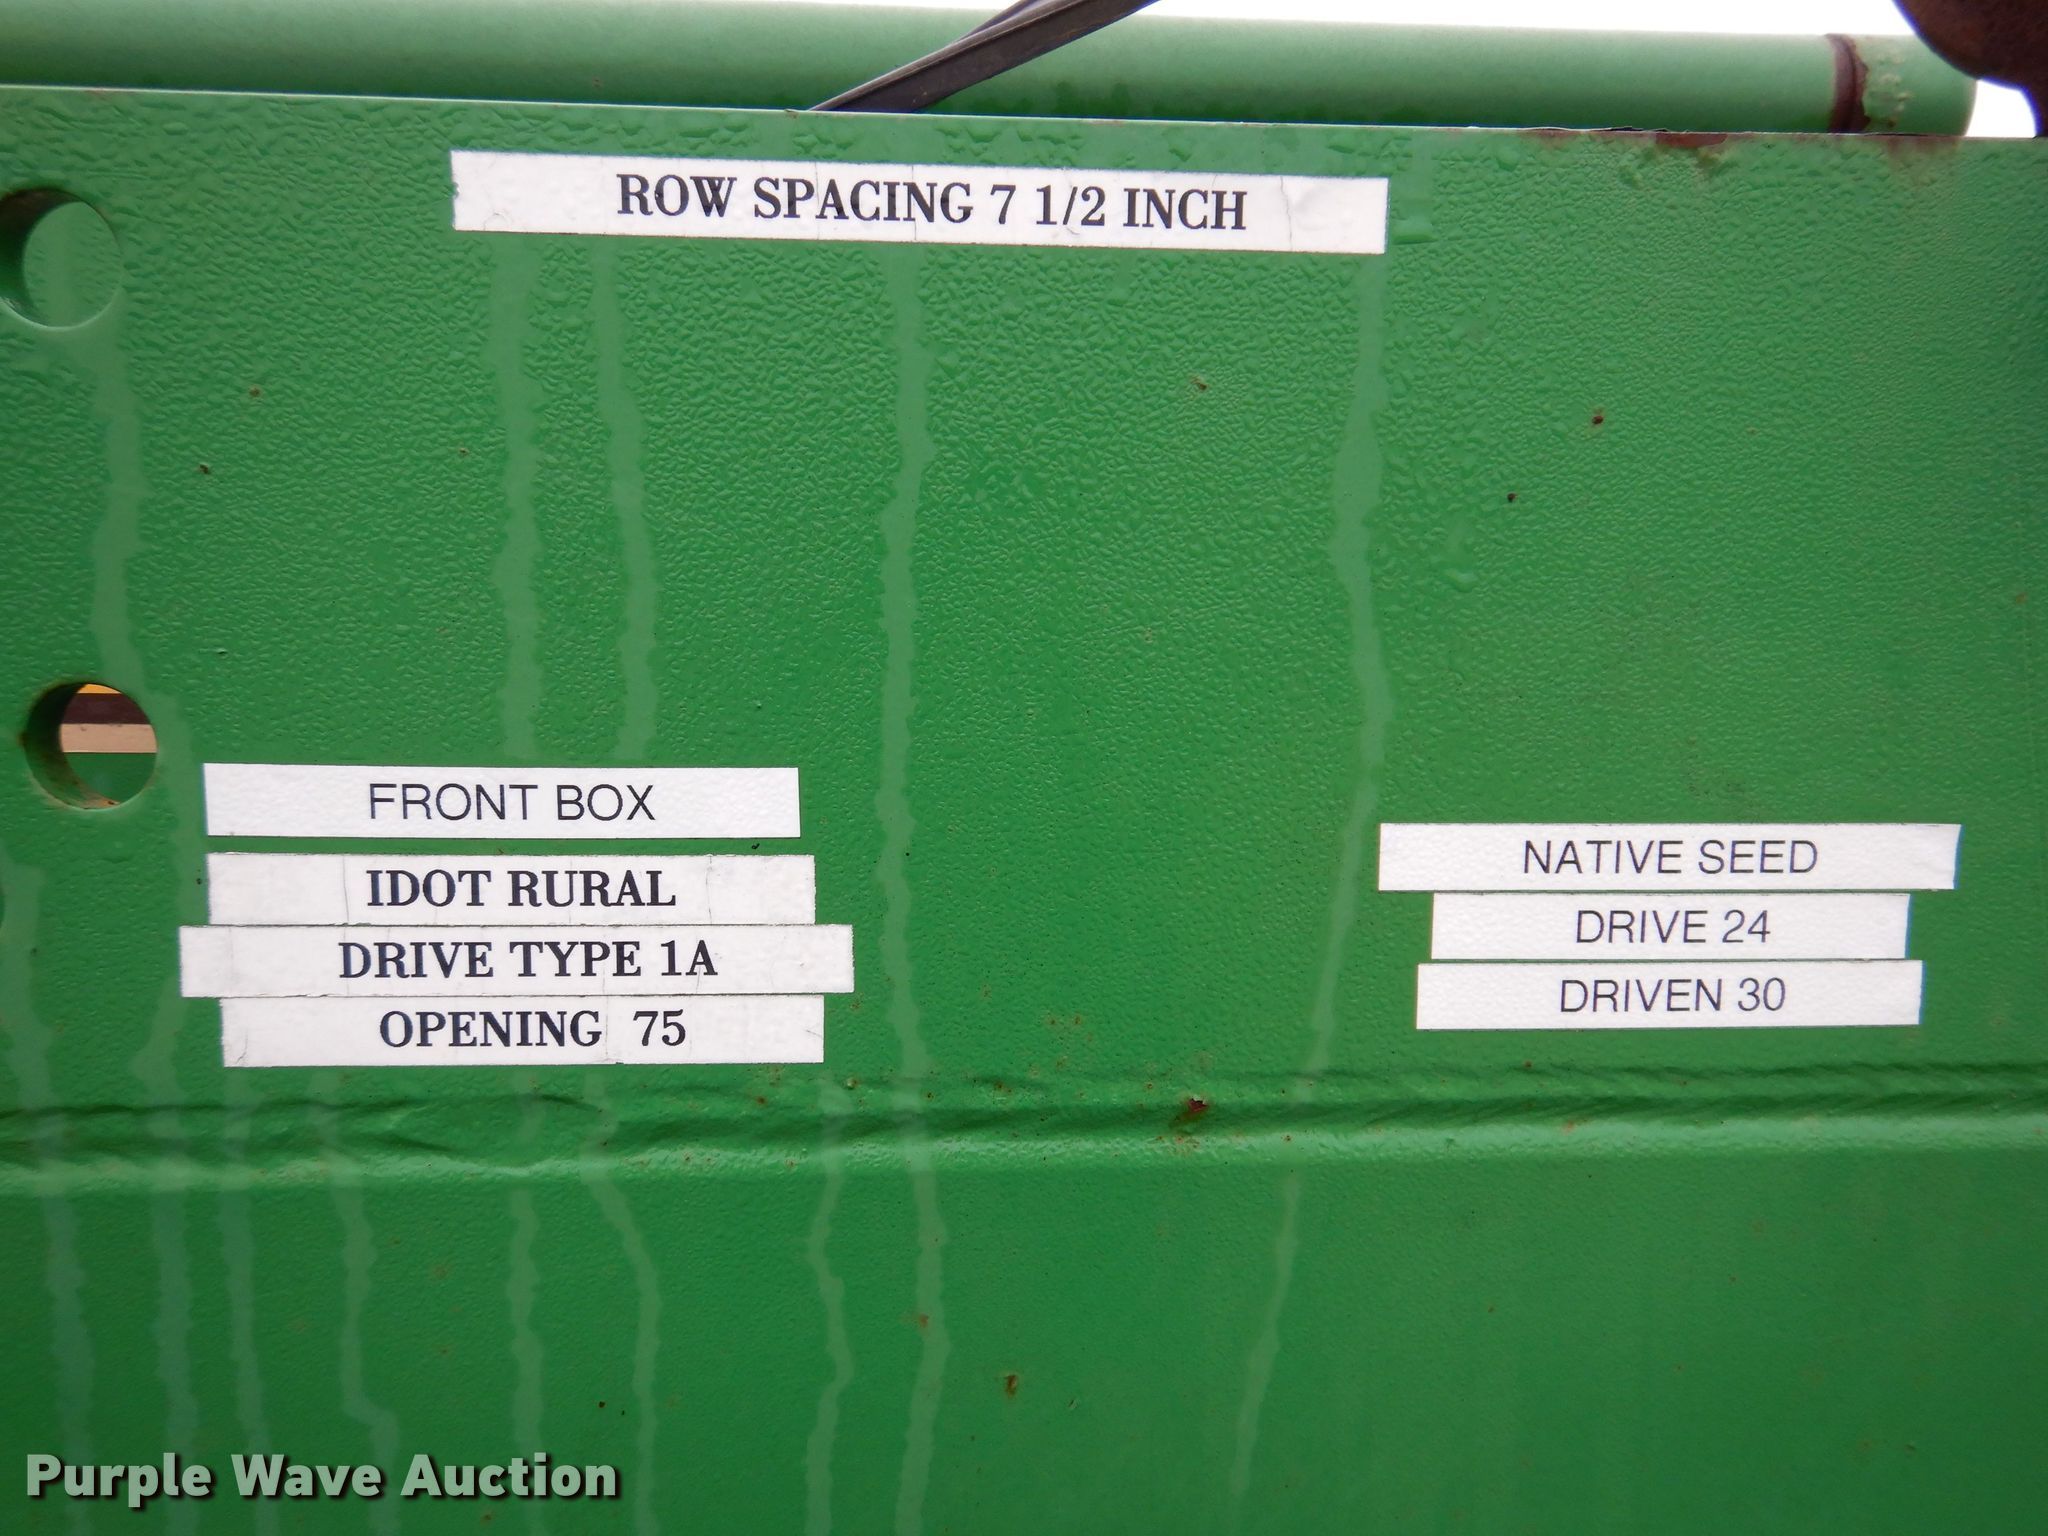 ROW SPACING 7 1/2 INCH
FRONT BOX
IDOT RURAL
DRIVE TYPE 1A
OPENING 75
NATIVE SEED
DRIVE 24
DRIVEN 30
Purple Wave Auction